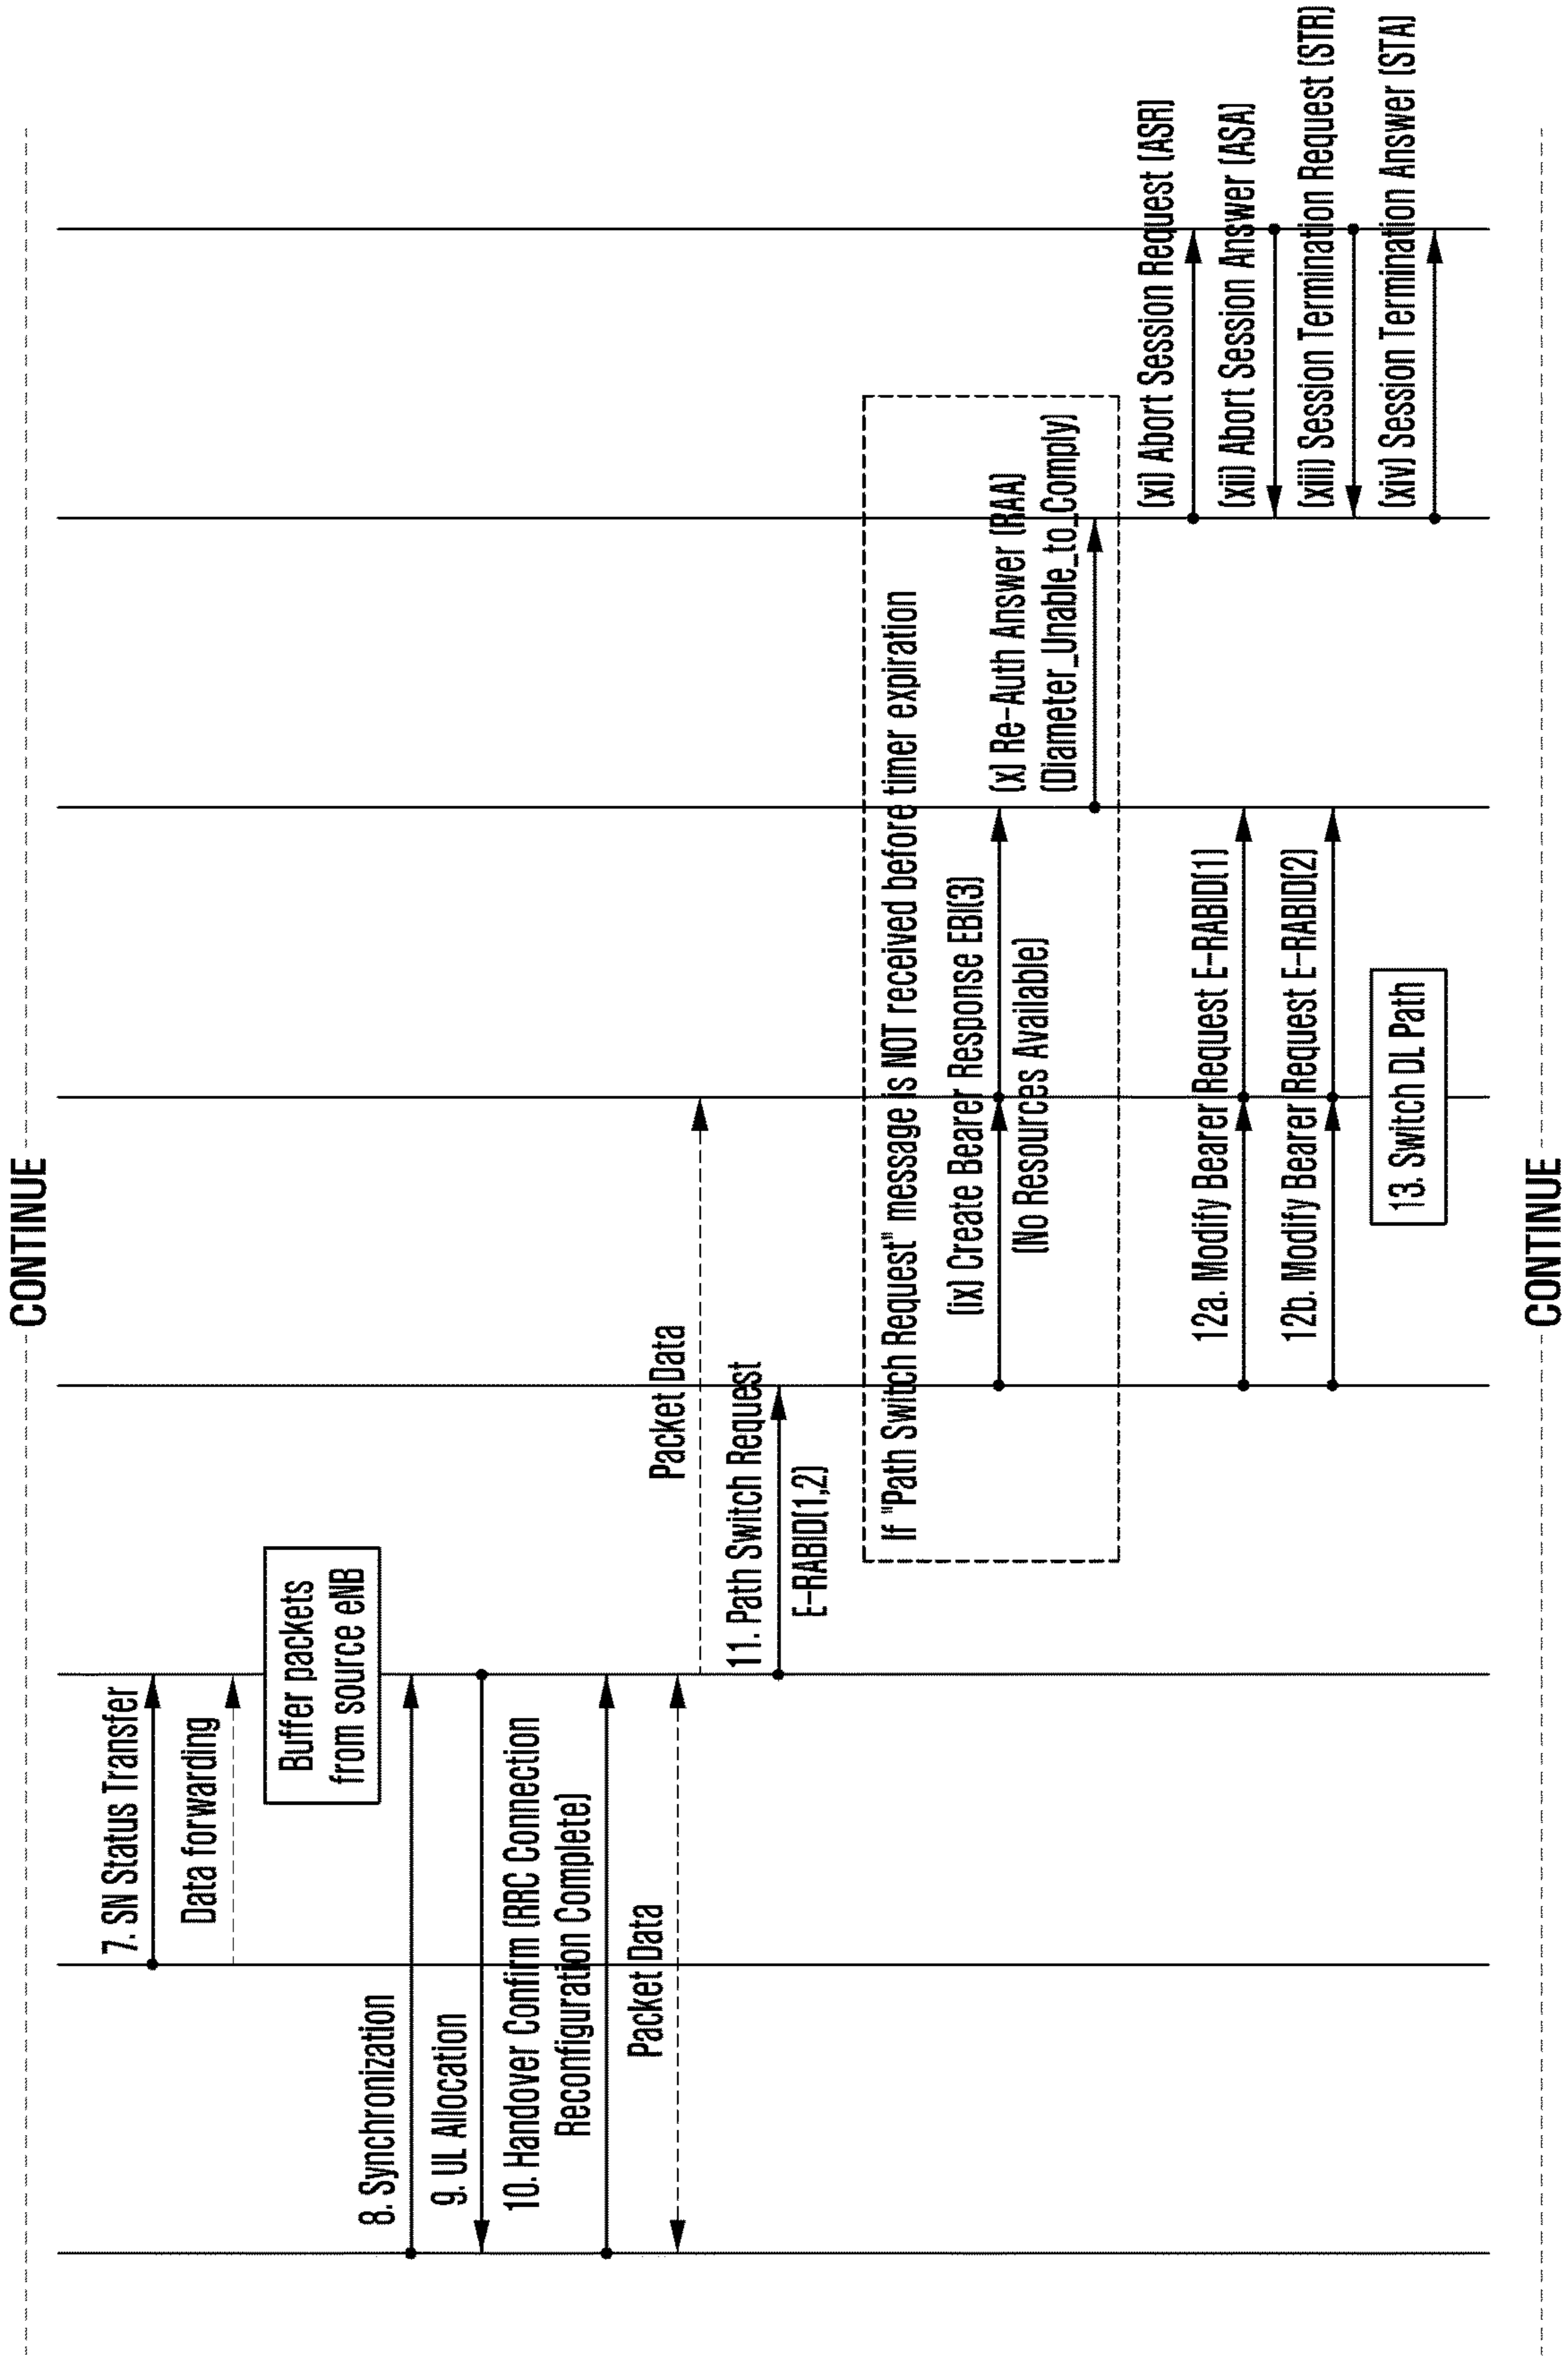 CONTINUE
7. SN Status Transfer
Data forwarding
Buffer packets
from source eNB
8. Synchronization
9. UL Allocation
10. Handover Confirm (RRC Connection
Reconfiguration Complete)
Packet Data
Packet Data
11. Path Switch Request
E-RABID(1,2)
If "Path Switch Request" message is NOT received before timer expiration
(ix) Create Bearer Response EBI(3)
(No Resources Available)
(x) Re-Auth Answer (RAA)
(Diameter_Unable_to_Comply)
(xi) Abort Session Request (ASR)
12a. Modify Bearer Request E-RABID(1)
(xii) Abort Session Answer (ASA)
12b. Modify Bearer Request E-RABID(2)
(xiii) Session Termination Request (STR)
13. Switch DL Path
(xiv) Session Termination Answer (STA)
CONTINUE